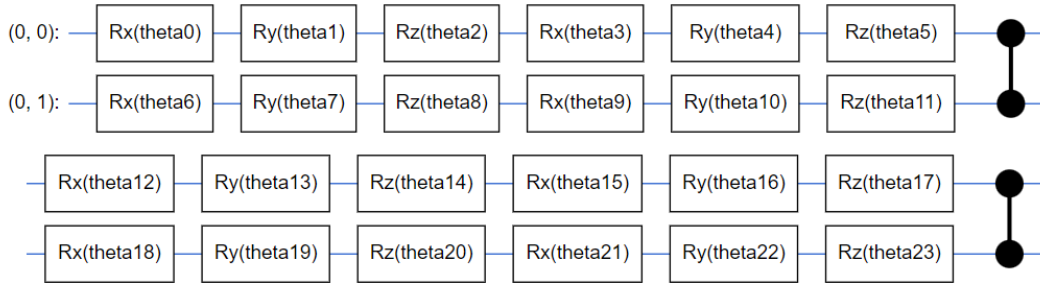 (0, 0): Rx(theta0) Ry(theta1) Rz(theta2) Rx(theta3) Ry(theta4) Rz(theta5)
(0, 1): Rx(theta6) Ry(theta7) Rz(theta8) Rx(theta9) Ry(theta10) Rz(theta11)
Rx(theta12) Ry(theta13) Rz(theta14) Rx(theta15) Ry(theta16) Rz(theta17)
Rx(theta18) Ry(theta19) Rz(theta20) Rx(theta21) Ry(theta22) Rz(theta23)